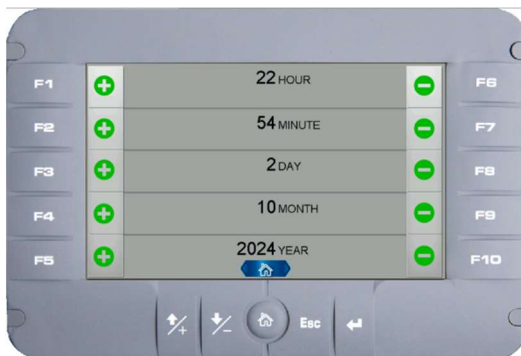 F1
22 HOUR
F6
F2
54 MINUTE
F7
F3
2 DAY
F8
F4
10 MONTH
F9
F5
2024 YEAR
F10
Esc